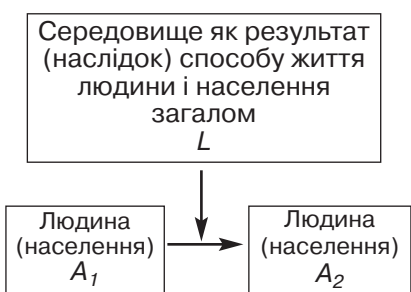 Середовище як результат
(наслідок) способу життя
людини і населення
загалом
L
Людина
(населення)
A1
Людина
(населення)
A2